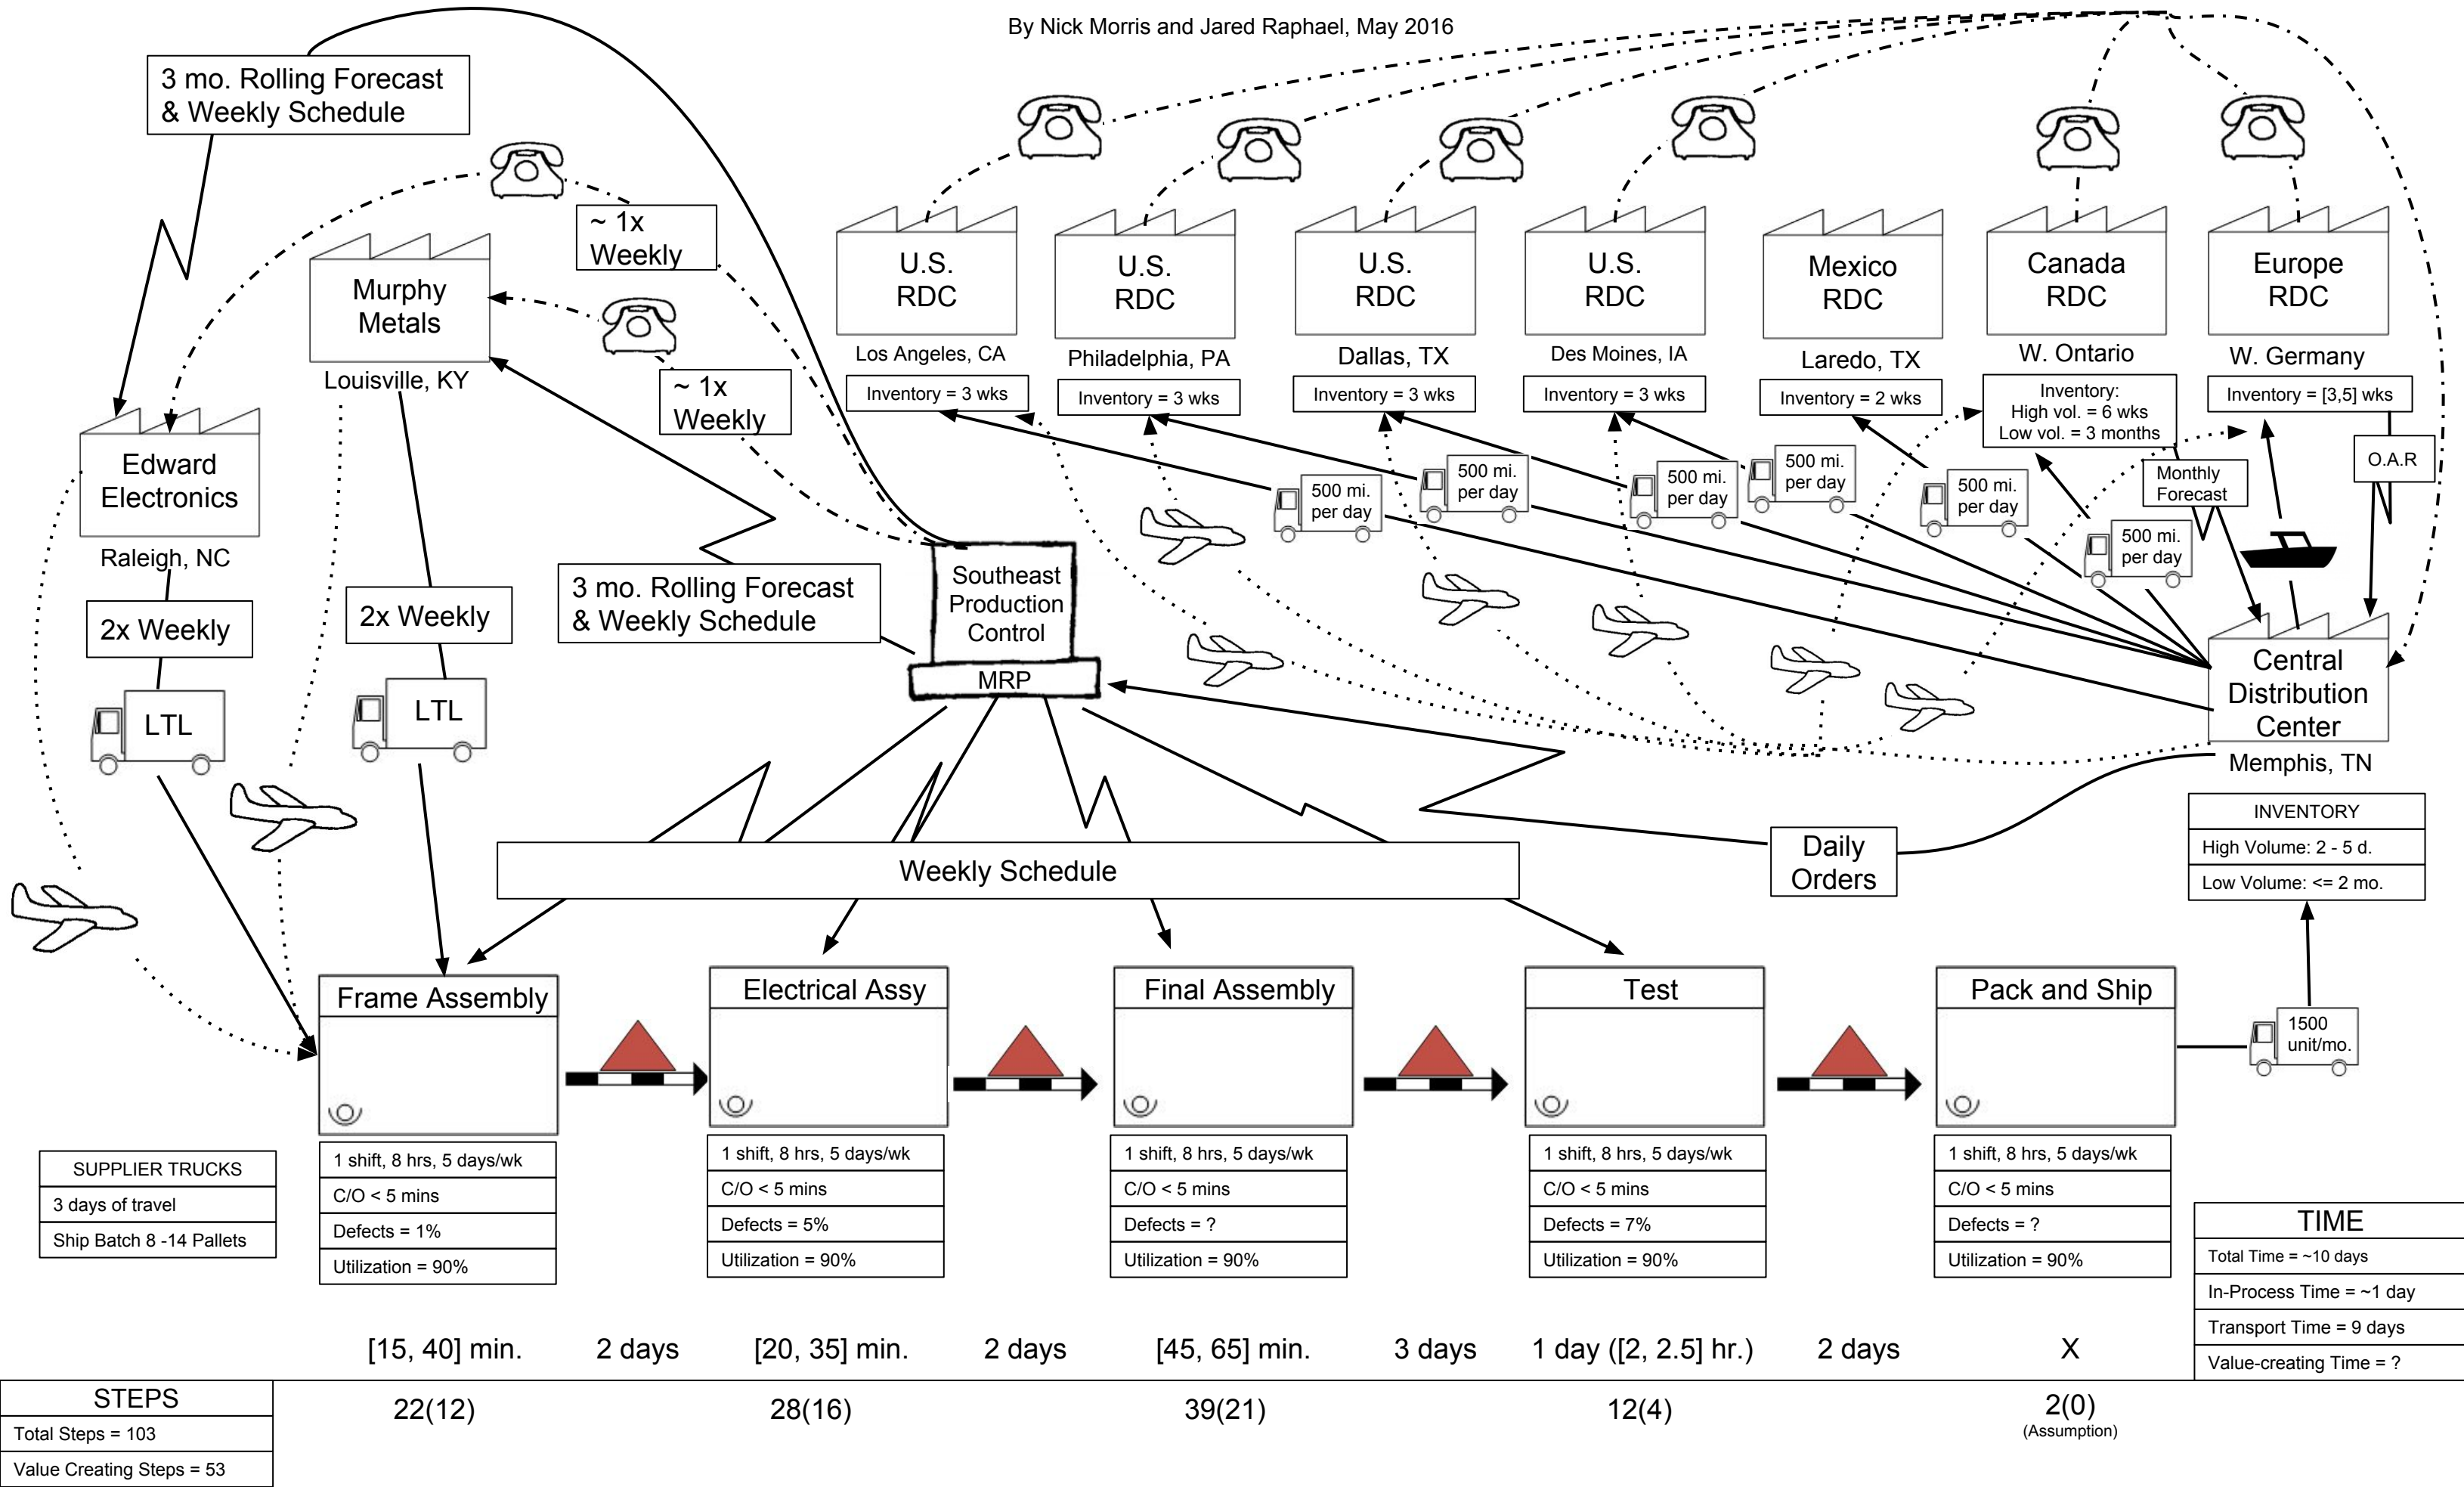 By Nick Morris and Jared Raphael, May 2016
3 mo. Rolling Forecast
& Weekly Schedule
~ 1x
Weekly
Murphy
Metals
Louisville, KY
~ 1x
Weekly
Edward
Electronics
Raleigh, NC
2x Weekly
2x Weekly
LTL
LTL
3 mo. Rolling Forecast
& Weekly Schedule
Southeast
Production
Control
MRP
U.S.
RDC
Los Angeles, CA
Inventory = 3 wks
U.S.
RDC
Philadelphia, PA
Inventory = 3 wks
U.S.
RDC
Dallas, TX
Inventory = 3 wks
U.S.
RDC
Des Moines, IA
Inventory = 3 wks
Mexico
RDC
Laredo, TX
Inventory = 2 wks
Canada
RDC
W. Ontario
Inventory:
High vol. = 6 wks
Low vol. = 3 months
Europe
RDC
W. Germany
Inventory = [3,5] wks
500 mi.
per day
500 mi.
per day
500 mi.
per day
500 mi.
per day
500 mi.
per day
500 mi.
per day
Monthly
Forecast
O.A.R
Central
Distribution
Center
Memphis, TN
INVENTORY
High Volume: 2 - 5 d.
Low Volume: <= 2 mo.
Daily
Orders
Weekly Schedule
Frame Assembly
Electrical Assy
Final Assembly
Test
Pack and Ship
1500
unit/mo.
SUPPLIER TRUCKS
3 days of travel
Ship Batch 8 -14 Pallets
1 shift, 8 hrs, 5 days/wk
C/O < 5 mins
Defects = 1%
Utilization = 90%
1 shift, 8 hrs, 5 days/wk
C/O < 5 mins
Defects = 5%
Utilization = 90%
1 shift, 8 hrs, 5 days/wk
C/O < 5 mins
Defects = ?
Utilization = 90%
1 shift, 8 hrs, 5 days/wk
C/O < 5 mins
Defects = 7%
Utilization = 90%
1 shift, 8 hrs, 5 days/wk
C/O < 5 mins
Defects = ?
Utilization = 90%
TIME
Total Time = ~10 days
In-Process Time = ~1 day
Transport Time = 9 days
Value-creating Time = ?
[15, 40] min. 2 days [20, 35] min. 2 days [45, 65] min. 3 days 1 day ([2, 2.5] hr.) 2 days X
STEPS
Total Steps = 103
Value Creating Steps = 53
22(12) 28(16) 39(21) 12(4) 2(0)
(Assumption)